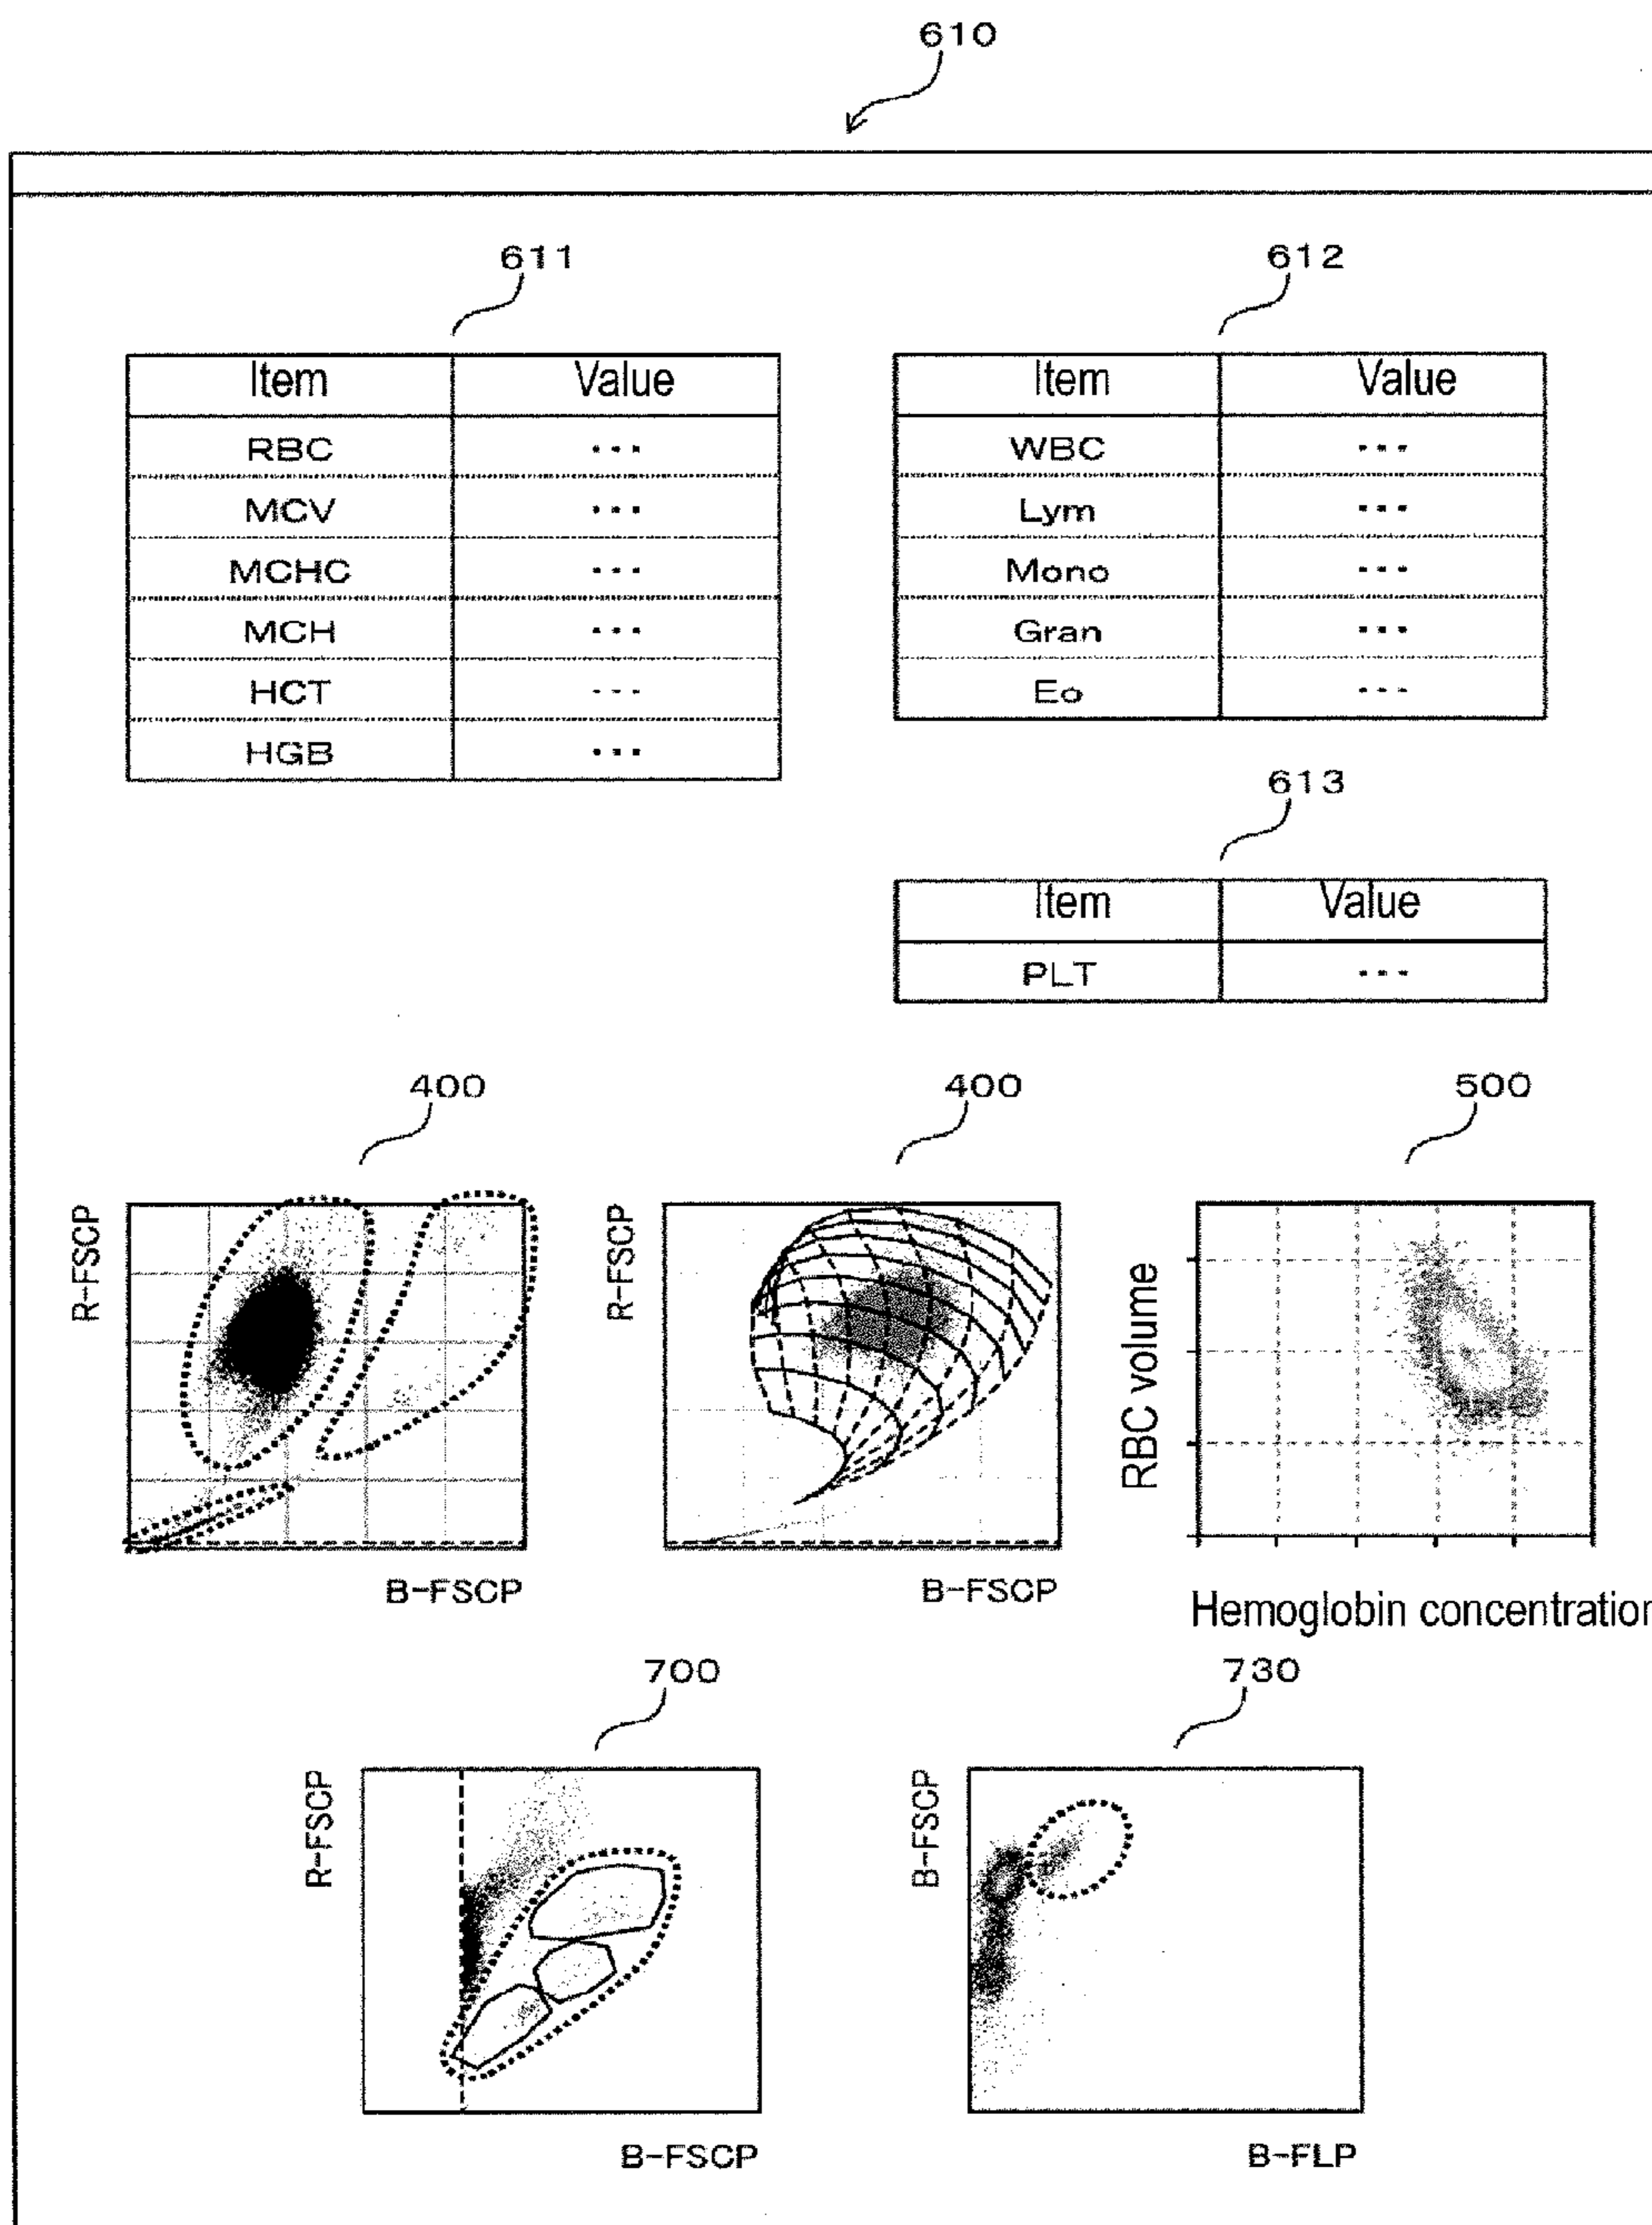 610
611
Item Value
RBC ...
MCV ...
MCHC ...
MCH ...
HCT ...
HGB ...
612
Item Value
WBC ...
Lym ...
Mono ...
Gran ...
Eo ...
613
Item Value
PLT ...
400
R-FSCP
B-FSCP
400
R-FSCP
B-FSCP
500
RBC volume
Hemoglobin concentration
700
R-FSCP
B-FSCP
730
B-FSCP
B-FLP